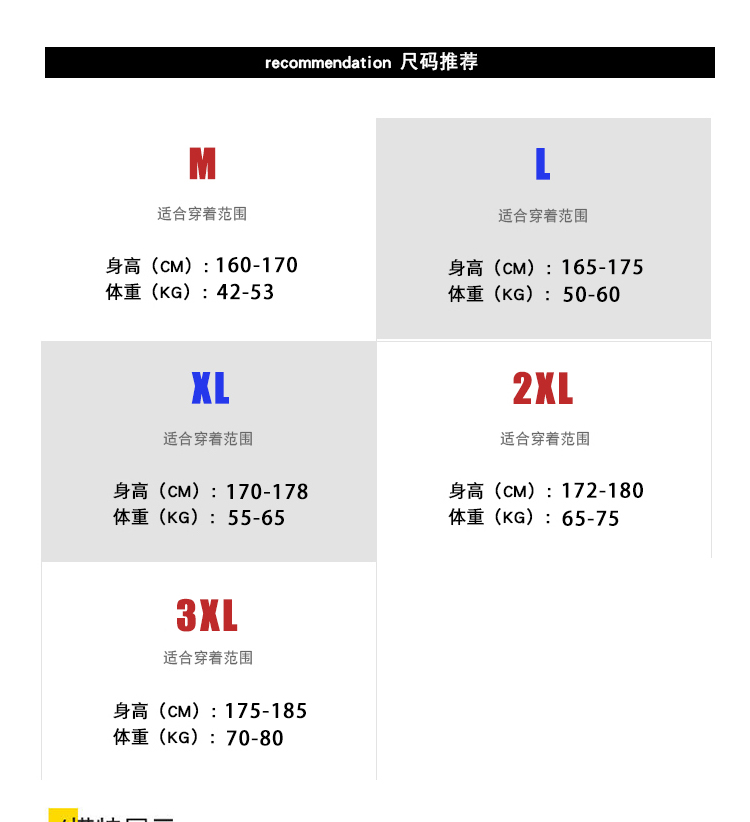 recommendation 尺码推荐
M
适合穿着范围
身高（CM）: 160-170
体重（KG）: 42-53
L
适合穿着范围
身高（CM）: 165-175
体重（KG）: 50-60
XL
适合穿着范围
身高（CM）: 170-178
体重（KG）: 55-65
2XL
适合穿着范围
身高（CM）: 172-180
体重（KG）: 65-75
3XL
适合穿着范围
身高（CM）: 175-185
体重（KG）: 70-80